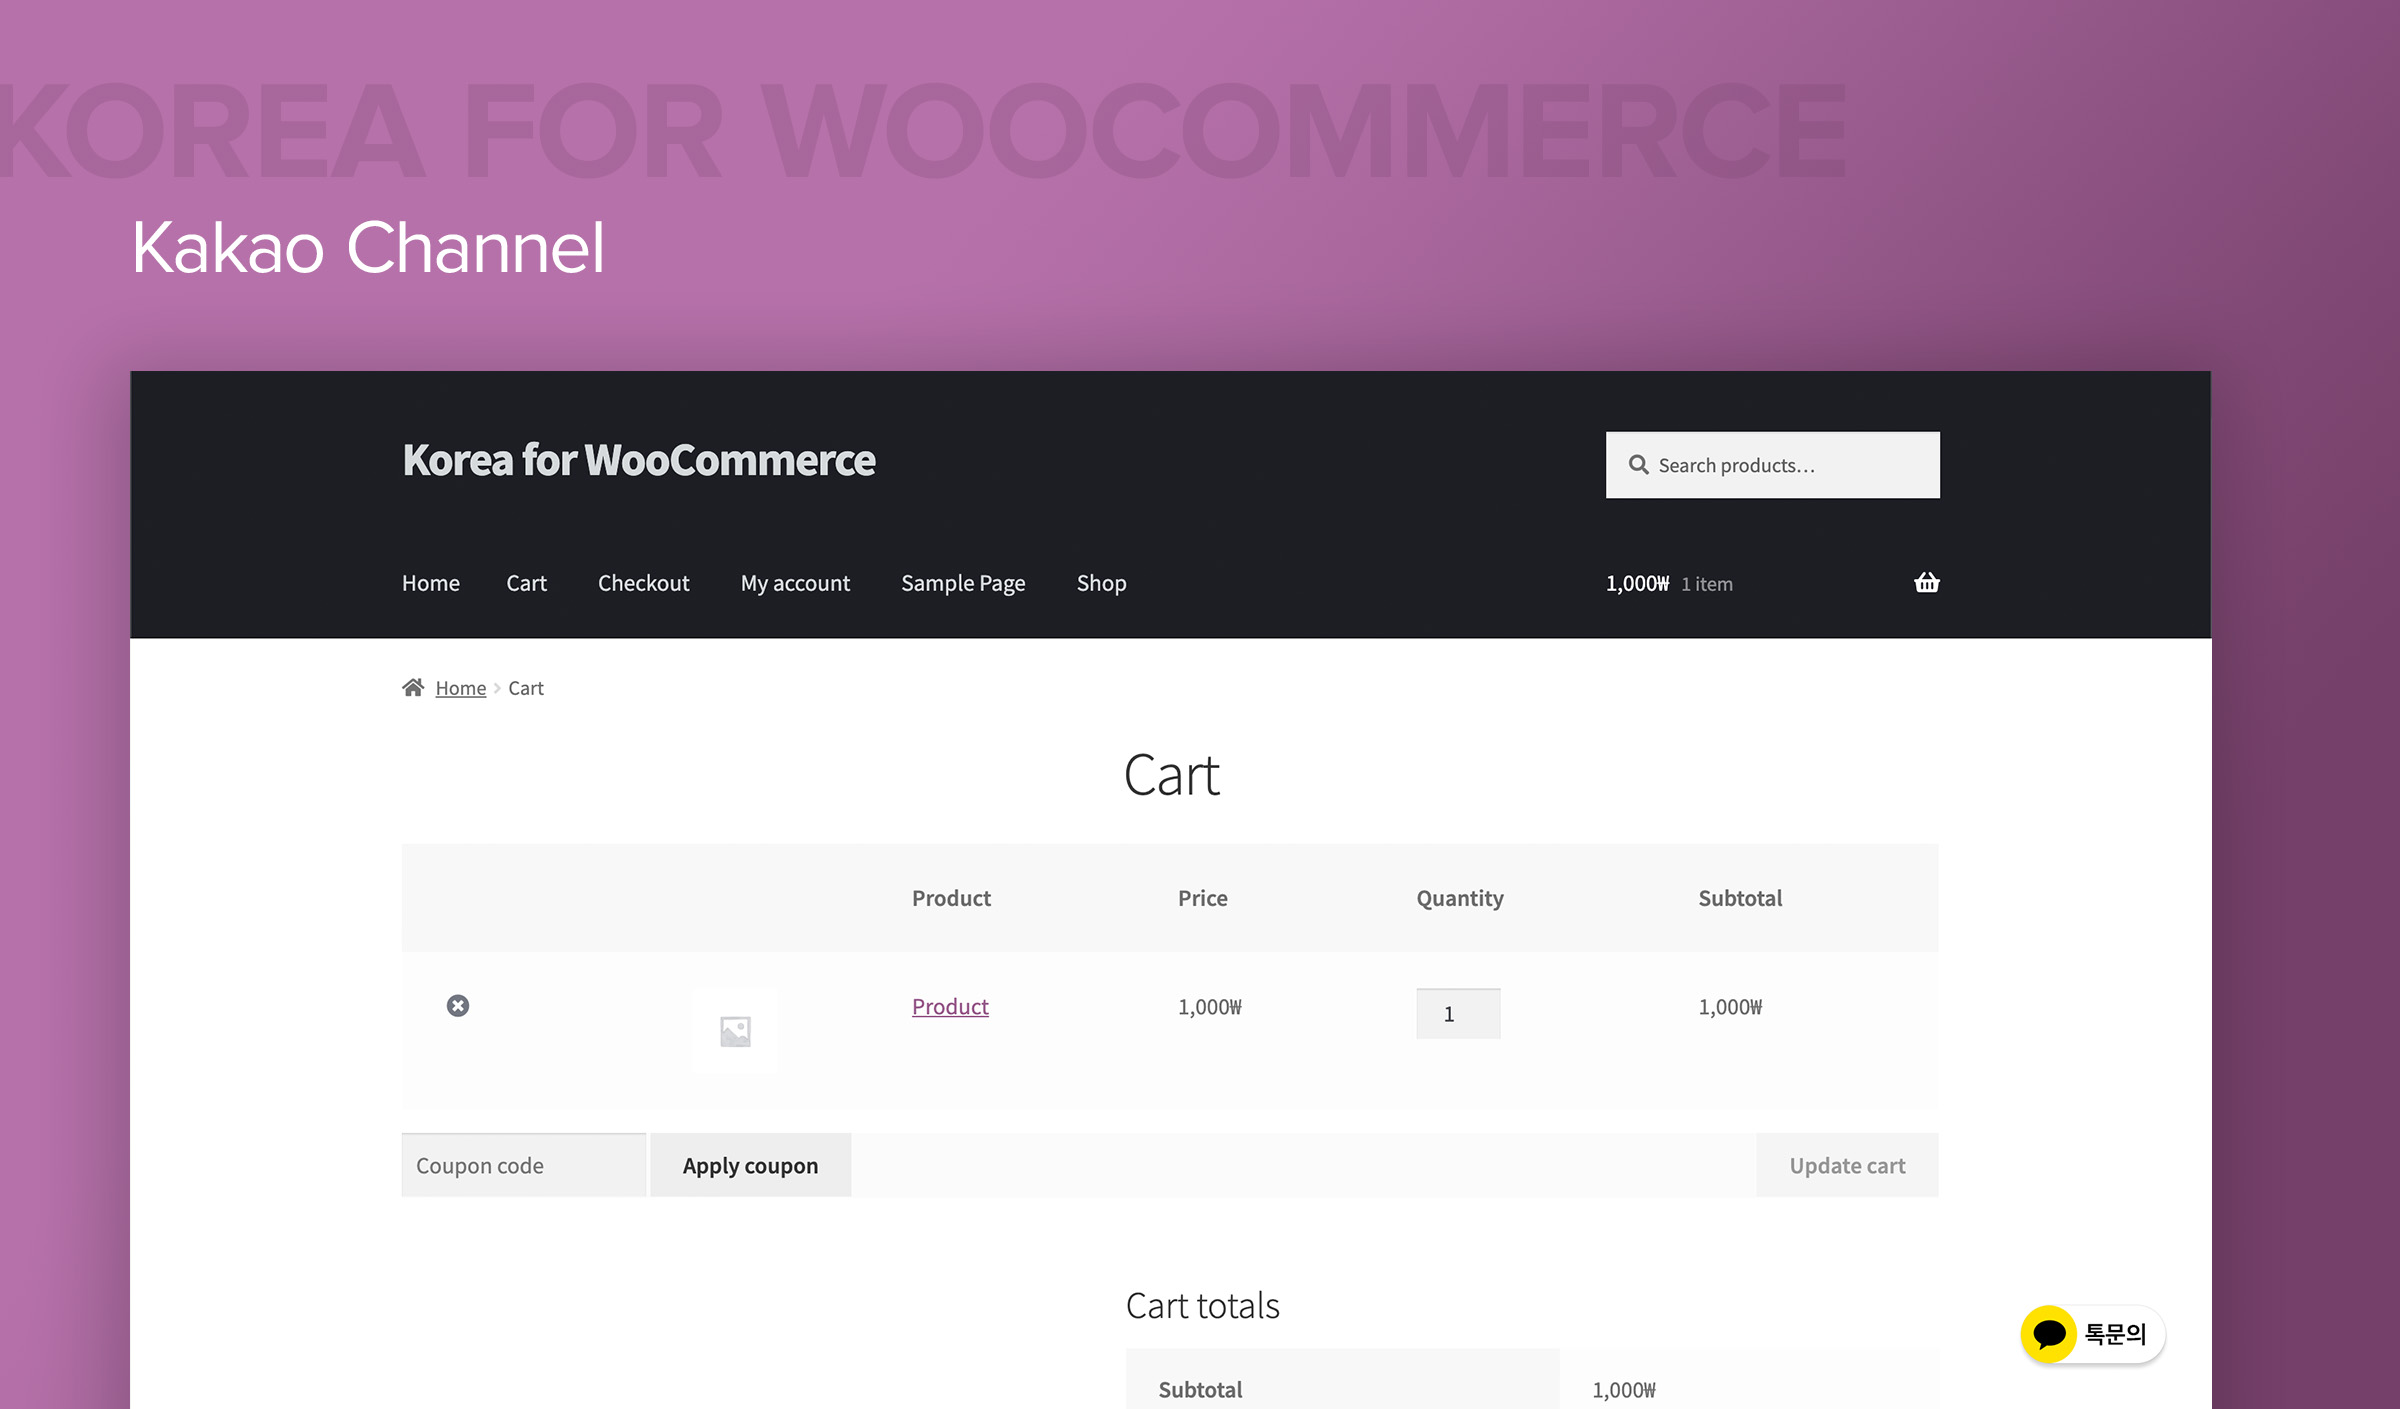 KOREA FOR WOOCOMMERCE
Kakao Channel
Korea for WooCommerce
Search products…
Home Cart Checkout My account Sample Page Shop
1,000₩ 1 item
Home Cart
Cart
Product Price Quantity Subtotal
Product 1,000₩ 1 1,000₩
Coupon code Apply coupon Update cart
Cart totals
톡문의
Subtotal 1,000₩